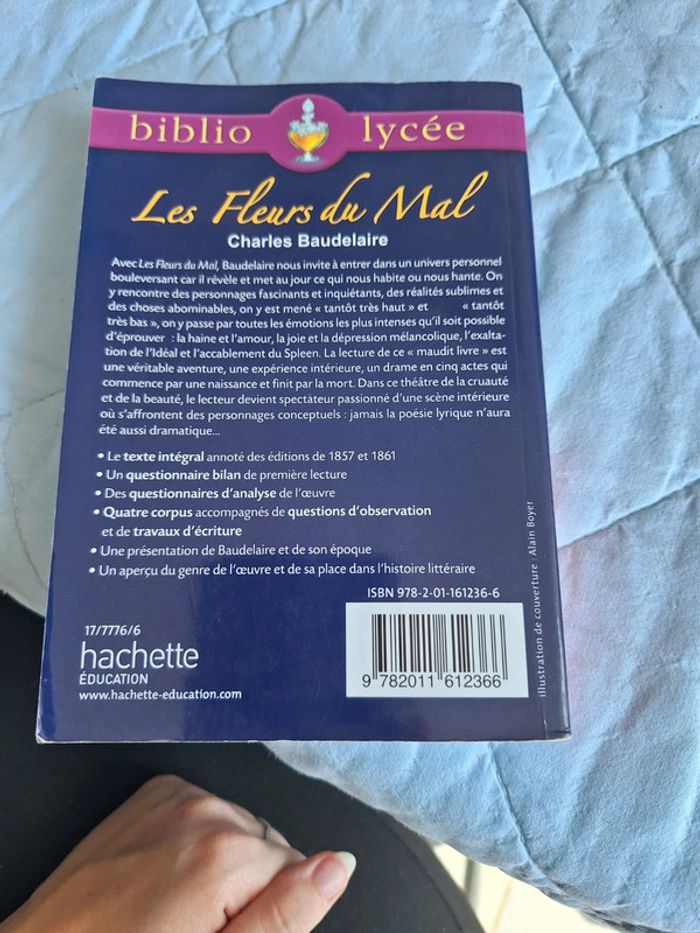 biblio lycée
Les Fleurs du Mal
Charles Baudelaire
Avec Les Fleurs du Mal, Baudelaire nous invite à entrer dans un univers personnel
bouleversant car il révèle et met au jour ce qui nous habite ou nous hante. On
y rencontre des personnages fascinants et inquiétants, des réalités sublimes et
des choses abominables, on y est mené « tantôt très haut » et « tantôt
très bas », on y passe par toutes les émotions les plus intenses qu'il soit possible
d'éprouver : la haine et l'amour, la joie et la dépression mélancolique, l'exalta-
tion de l'Idéal et l'accablement du Spleen. La lecture de ce « maudit livre » est
une véritable aventure, une expérience intérieure, un drame en cinq actes qui
commence par une naissance et finit par la mort. Dans ce théâtre de la cruauté
et de la beauté, le lecteur devient spectateur passionné d'une scène intérieure
où s'affrontent des personnages conceptuels : jamais la poésie lyrique n'aura
été aussi dramatique...
• Le texte intégral annoté des éditions de 1857 et 1861
• Un questionnaire bilan de première lecture
• Des questionnaires d'analyse de l'œuvre
• Quatre corpus accompagnés de questions d'observation
et de travaux d'écriture
• Une présentation de Baudelaire et de son époque
• Un aperçu du genre de l'œuvre et de sa place dans l'histoire littéraire
ISBN 978-2-01-161236-6
17/7776/6
hachette
ÉDUCATION
www.hachette-education.com
9 782011 612366
illustration de couverture : Alain Boyer